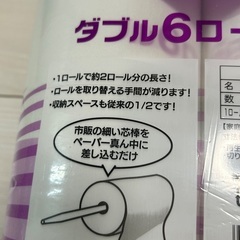 ダブル6ロー
・1ロールで約2ロール分の長さ!
・ロールを取り替える手間が減ります!
・収納スペースも従来の1/2です!
市販の細い芯棒を
ペーパー真ん中に
差し込むだけ
名
数
10-